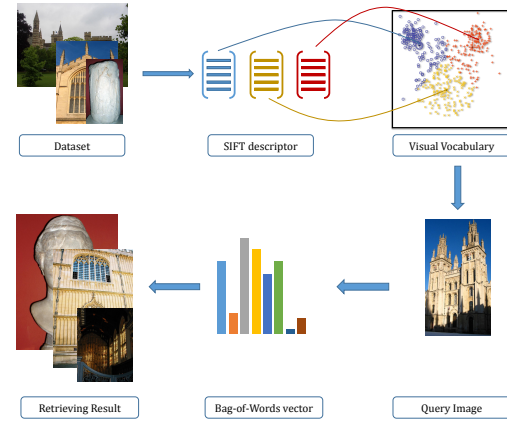 Dataset
SIFT descriptor
Visual Vocabulary
Retrieving Result
Bag-of-Words vector
Query Image